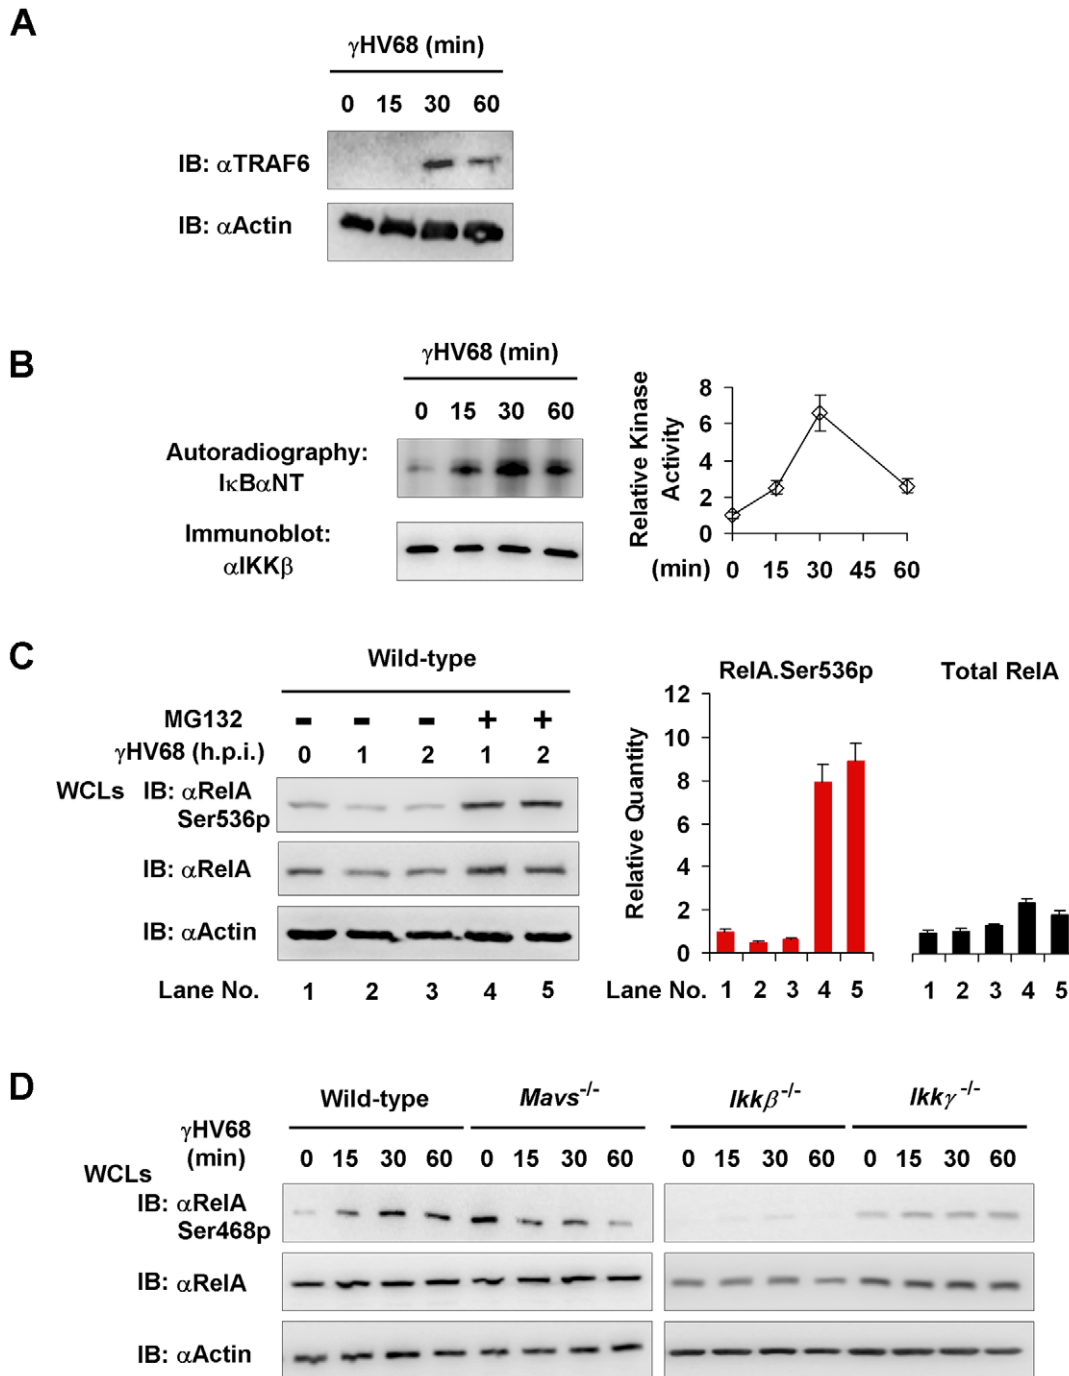 A
γHV68 (min)
0 15 30 60
IB: αTRAF6
IB: αActin
B
γHV68 (min)
0 15 30 60
Autoradiography:
IκBαNT
Immunoblot:
αIKKβ
Relative Kinase
Activity
8
6
4
2
0
(min) 0 15 30 45 60
C
Wild-type
MG132 - - - + +
γHV68 (h.p.i.) 0 1 2 1 2
WCLs IB: αRelA
Ser536p
IB: αRelA
IB: αActin
Lane No. 1 2 3 4 5
RelA.Ser536p
Total RelA
Relative Quantity
12
10
8
6
4
2
0
Lane No. 1 2 3 4 5
1 2 3 4 5
D
Wild-type Mavs-/- Ikkβ-/- Ikkγ-/-
γHV68
(min)
0 15 30 60 0 15 30 60 0 15 30 60 0 15 30 60
WCLs
IB: αRelA
Ser468p
IB: αRelA
IB: αActin